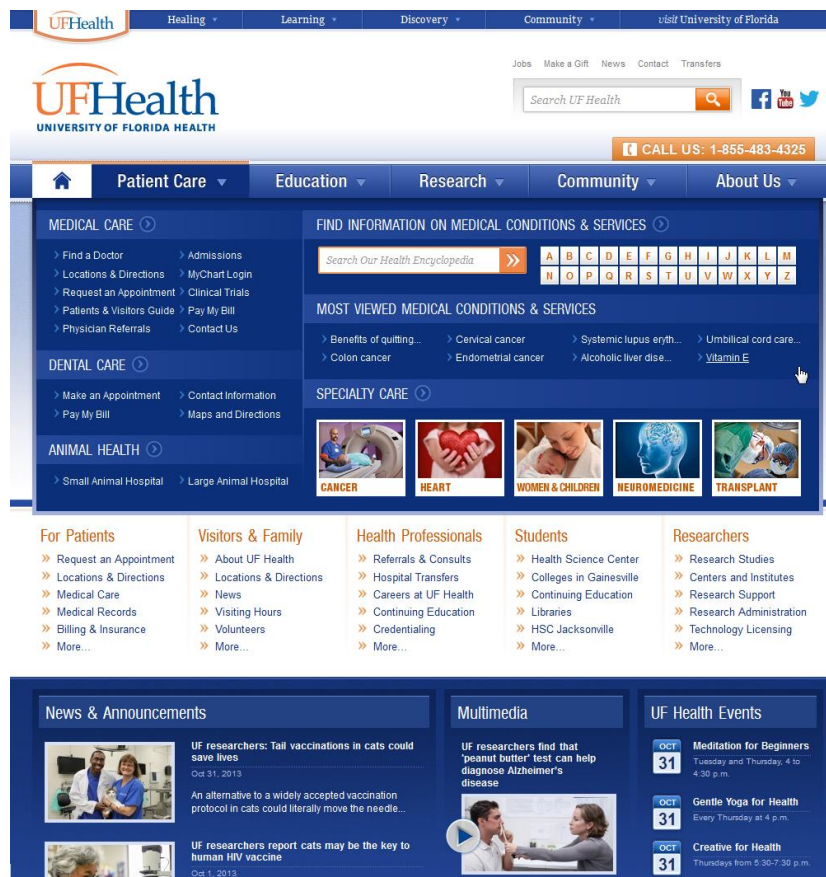 UFHealth
Healing
Learning
Discovery
Community
visit University of Florida
Jobs Make a Gift News Contact Transfers
UFHealth
UNIVERSITY OF FLORIDA HEALTH
Search UF Health
You Tube
CALL US: 1-855-483-4325
Patient Care
Education
Research
Community
About Us
MEDICAL CARE
Find a Doctor
Locations & Directions
Request an Appointment
Patients & Visitors Guide
Physician Referrals
Admissions
MyChart Login
Clinical Trials
Pay My Bill
Contact Us
DENTAL CARE
Make an Appointment
Pay My Bill
Contact Information
Maps and Directions
ANIMAL HEALTH
Small Animal Hospital
Large Animal Hospital
FIND INFORMATION ON MEDICAL CONDITIONS & SERVICES
Search Our Health Encyclopedia
A B C D E F G H I J K L M
N O P Q R S T U V W X Y Z
MOST VIEWED MEDICAL CONDITIONS & SERVICES
Benefits of quitting...
Colon cancer
Cervical cancer
Endometrial cancer
Systemic lupus eryth...
Alcoholic liver dise...
Umbilical cord care...
Vitamin E
SPECIALTY CARE
CANCER
HEART
WOMEN & CHILDREN
NEUROMEDICINE
TRANSPLANT
For Patients
Request an Appointment
Locations & Directions
Medical Care
Medical Records
Billing & Insurance
More...
Visitors & Family
About UF Health
Locations & Directions
News
Visiting Hours
Volunteers
More...
Health Professionals
Referrals & Consults
Hospital Transfers
Careers at UF Health
Continuing Education
Credentialing
More...
Students
Health Science Center
Colleges in Gainesville
Continuing Education
Libraries
HSC Jacksonville
More...
Researchers
Research Studies
Centers and Institutes
Research Support
Research Administration
Technology Licensing
More...
News & Announcements
UF researchers: Tail vaccinations in cats could
save lives
Oct 31, 2013
An alternative to a widely accepted vaccination
protocol in cats could literally move the needle...
UF researchers report cats may be the key to
human HIV vaccine
Oct 1, 2013
Multimedia
UF researchers find that
'peanut butter' test can help
diagnose Alzheimer's
disease
UF Health Events
OCT
31
Meditation for Beginners
Tuesday and Thursday, 4 to
4:30 p.m.
OCT
31
Gentle Yoga for Health
Every Thursday at 4 p.m.
OCT
31
Creative for Health
Thursdays from 5:30-7:30 p.m.